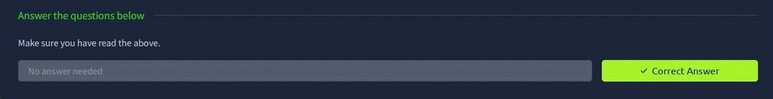 Answer the questions below
Make sure you have read the above.
No answer needed
✓ Correct Answer